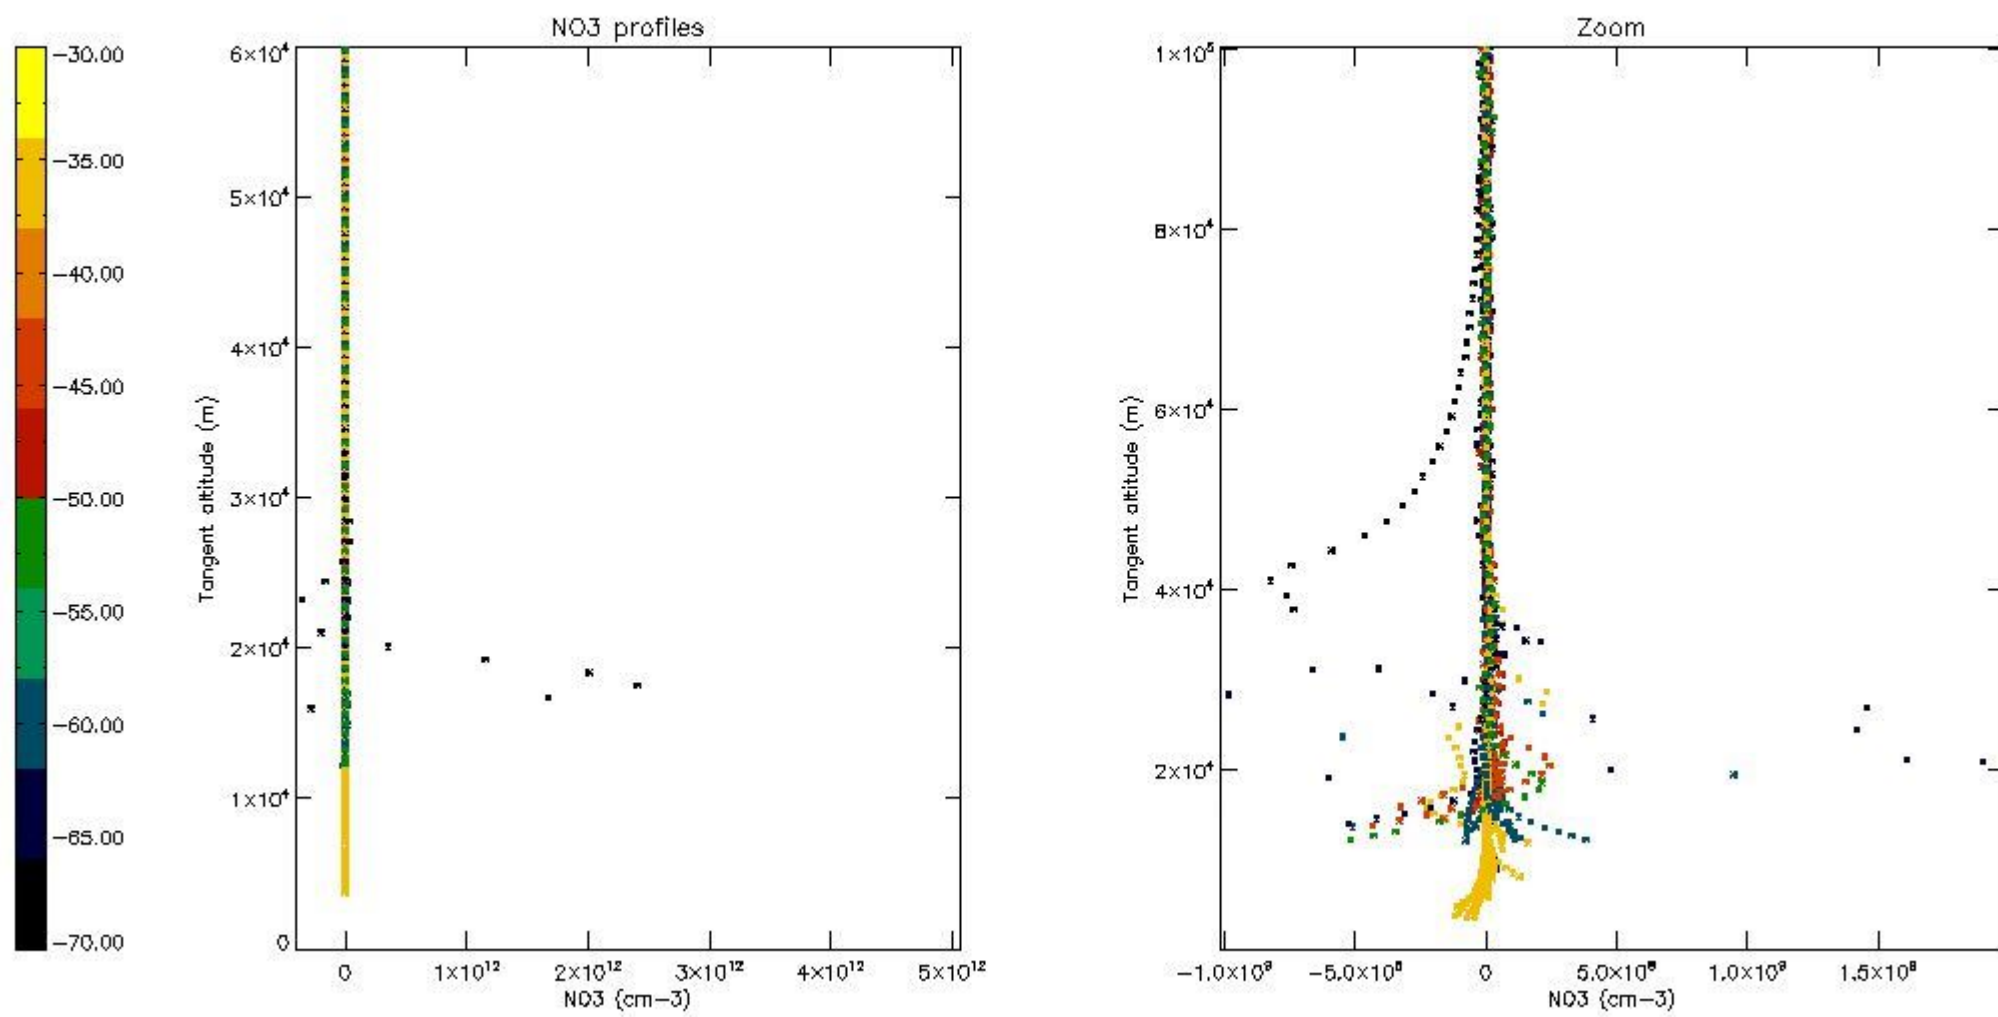 NO3 profiles
−30.00
−35.00
−40.00
−45.00
−50.00
−55.00
−60.00
−65.00
−70.00
6×10⁴
5×10⁴
4×10⁴
3×10⁴
2×10⁴
1×10⁴
0
Tangent altitude (m)
0 1×10¹² 2×10¹² 3×10¹² 4×10¹² 5×10¹²
NO3 (cm−3)
Zoom
1×10⁵
8×10⁴
6×10⁴
4×10⁴
2×10⁴
Tangent altitude (m)
−1.0×10⁹ −5.0×10⁸ 0 5.0×10⁸ 1.0×10⁹ 1.5×10⁹
NO3 (cm−3)